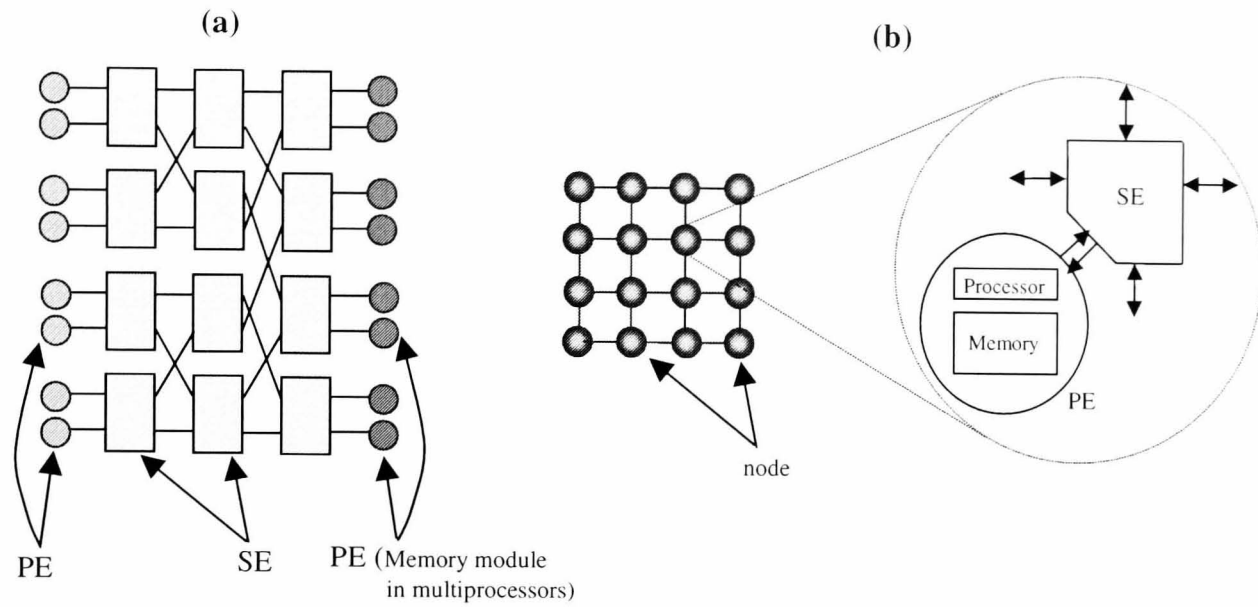 (a)
PE
SE
PE (Memory module
in multiprocessors)
(b)
node
SE
Processor
Memory
PE